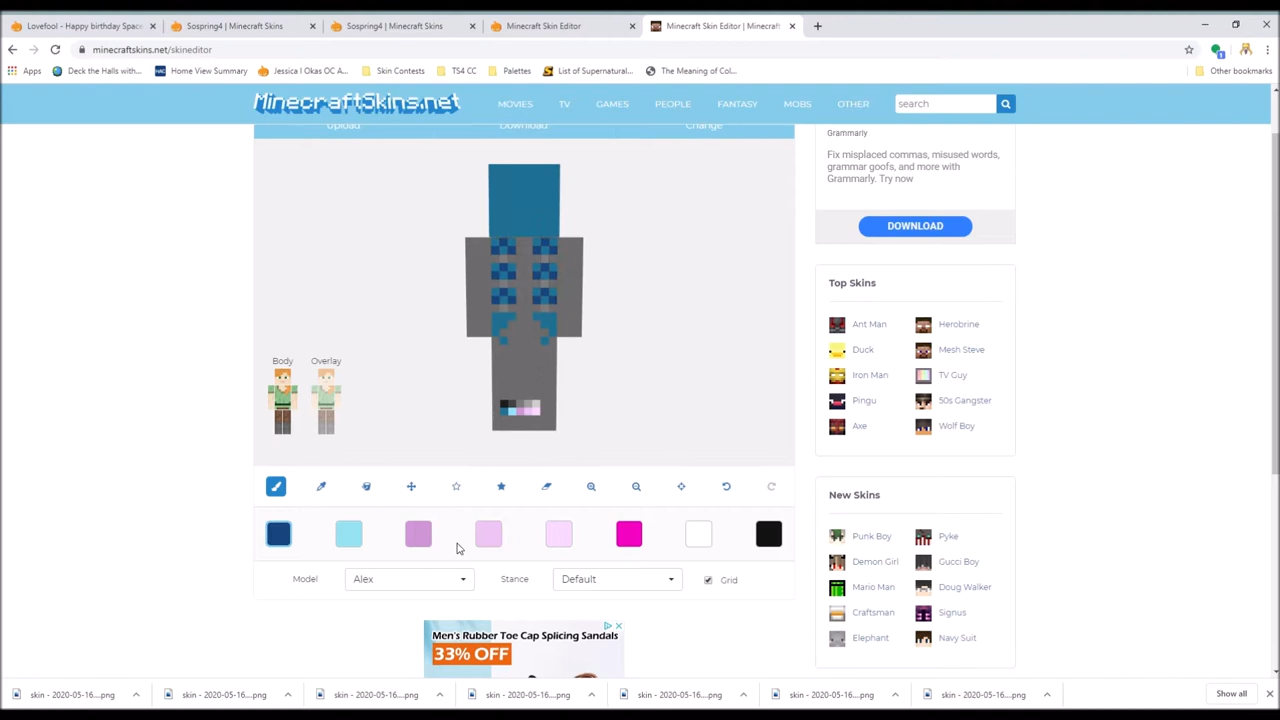 Lovefool - Happy birthday Space
Sospring4 | Minecraft Skins
Sospring4 | Minecraft Skins
Minecraft Skin Editor
Minecraft Skin Editor | Minecraft
minecraftskins.net/skineditor
Apps
Deck the Halls with...
Home View Summary
Jessica I Okas OC A...
Skin Contests
TS4 CC
Palettes
List of Supernatural...
The Meaning of Col...
Other bookmarks
MinecraftSkins.net
MOVIES
TV
GAMES
PEOPLE
FANTASY
MOBS
OTHER
search
Upload
Download
Change
Grammarly
Fix misplaced commas, misused words,
grammar goofs, and more with
Grammarly. Try now
DOWNLOAD
Body
Overlay
Top Skins
Ant Man
Herobrine
Duck
Mesh Steve
Iron Man
TV Guy
Pingu
50s Gangster
Axe
Wolf Boy
New Skins
Punk Boy
Pyke
Demon Girl
Gucci Boy
Mario Man
Doug Walker
Craftsman
Signus
Elephant
Navy Suit
Model
Alex
Stance
Default
Grid
Men's Rubber Toe Cap Splicing Sandals
33% OFF
skin - 2020-05-16....png
skin - 2020-05-16....png
skin - 2020-05-16....png
skin - 2020-05-16....png
skin - 2020-05-16....png
skin - 2020-05-16....png
skin - 2020-05-16....png
Show all